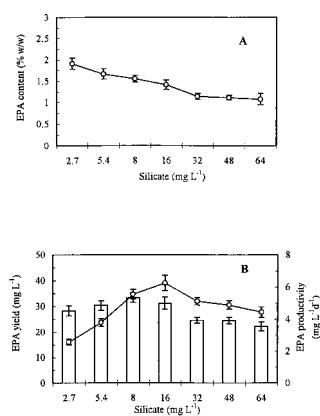 A
EPA content (% w/w)
3
2.5
2
1.5
1
0.5
0
2.7 5.4 8 16 32 48 64
Silicate (mg L-1)
B
EPA yield (mg L-1)
50
40
30
20
10
0
8
6
4
2
0
EPA productivity
(mg L-1d-1)
2.7 5.4 8 16 32 48 64
Silicate (mg L-1)